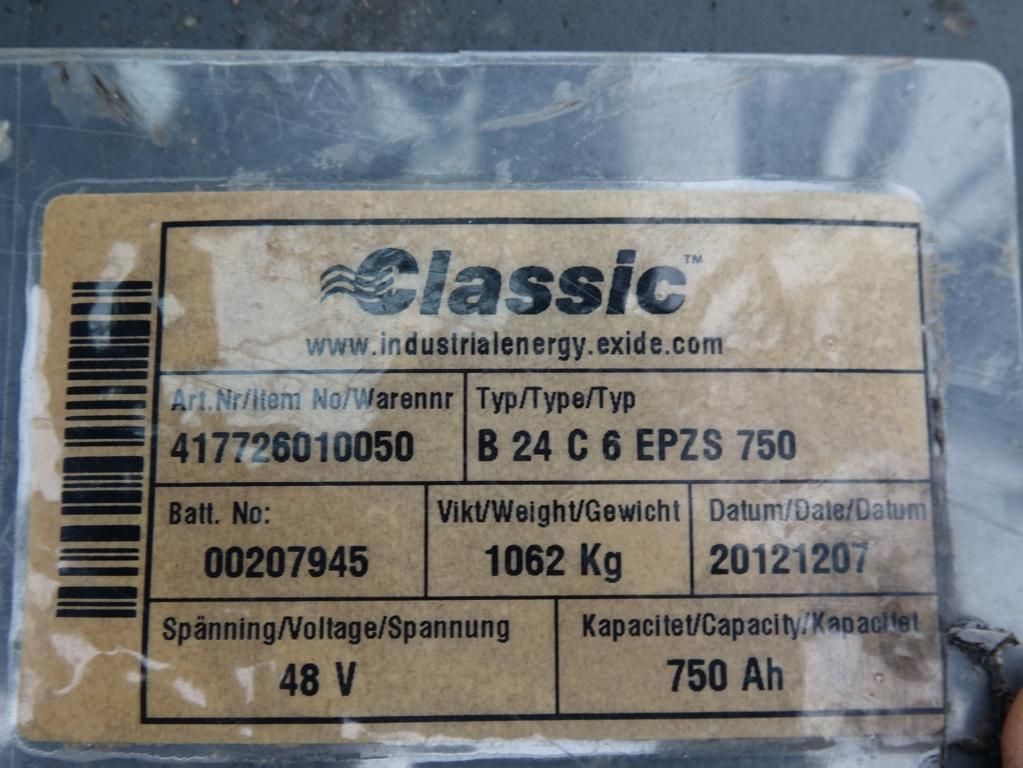 Classic™
www.industrialenergy.exide.com
Art.Nr/Item No/Warennr
417726010050
Typ/Type/Typ
B 24 C 6 EPZS 750
Batt. No:
00207945
Vikt/Weight/Gewicht
1062 Kg
Datum/Date/Datum
20121207
Spänning/Voltage/Spannung
48 V
Kapacitet/Capacity/Kapacitet
750 Ah